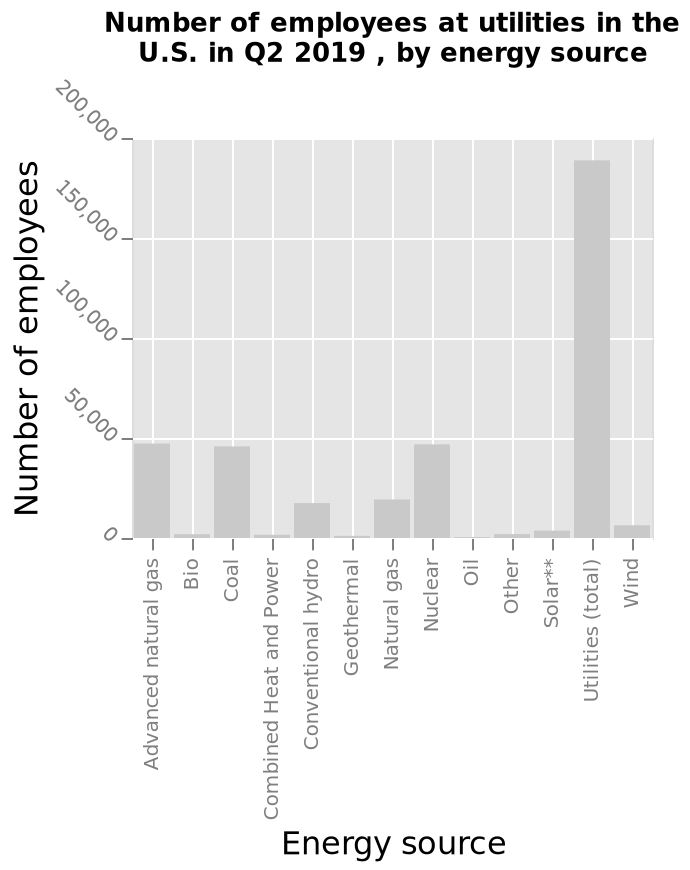 Number of employees at utilities in the
U.S. in Q2 2019 , by energy source
Number of employees
200,000
150,000
100,000
50,000
0
Advanced natural gas
Bio
Coal
Combined Heat and Power
Conventional hydro
Geothermal
Natural gas
Nuclear
Oil
Other
Solar**
Utilities (total)
Wind
Energy source